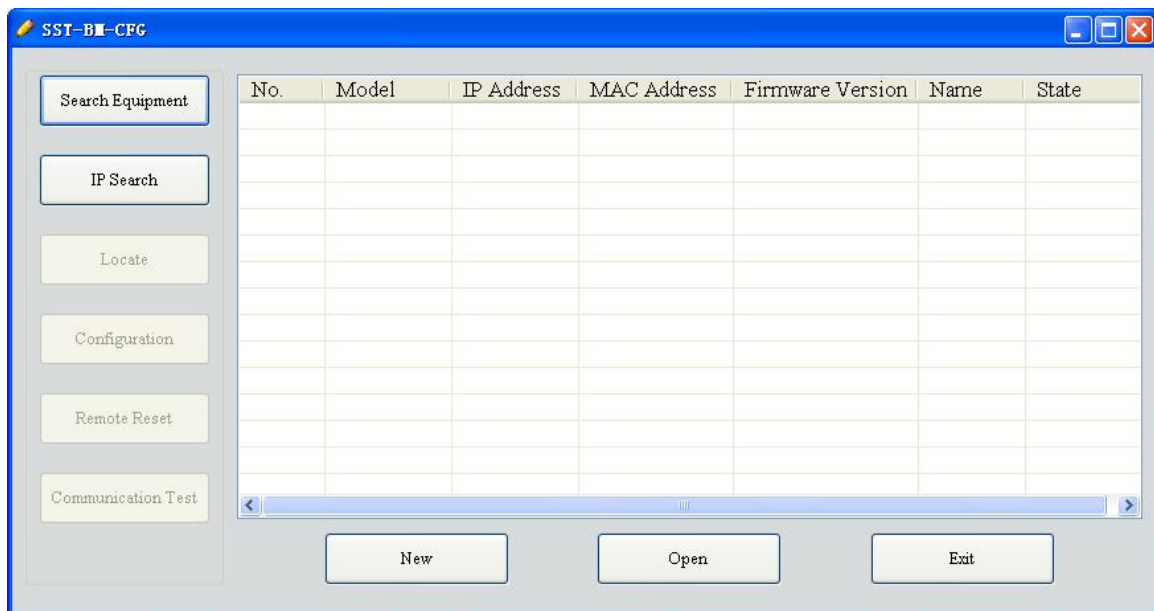 SST-BM-CFG
Search Equipment
IP Search
Locate
Configuration
Remote Reset
Communication Test
No. Model IP Address MAC Address Firmware Version Name State
New Open Exit